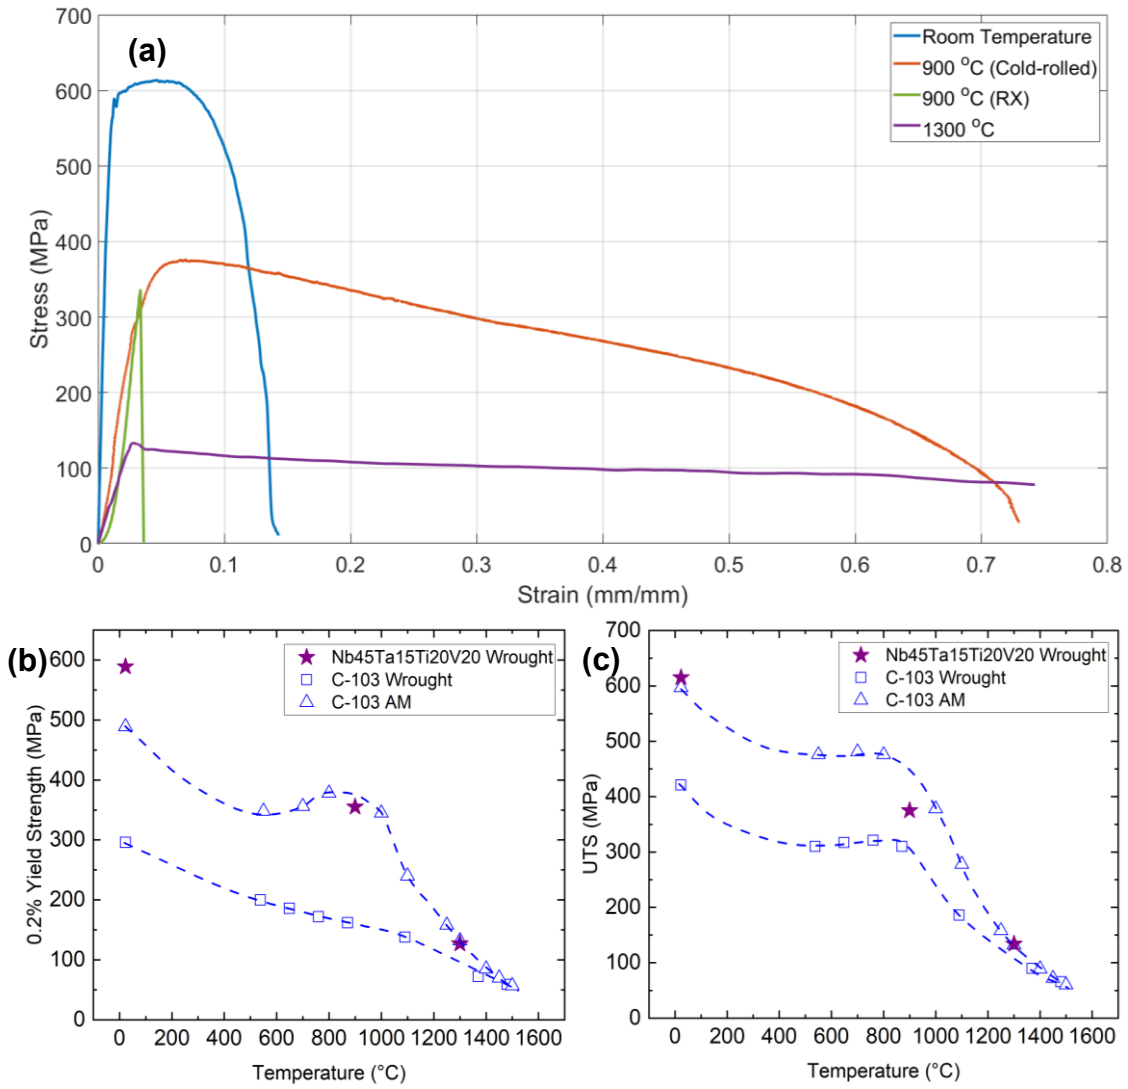 (a)
Room Temperature
900 °C (Cold-rolled)
900 °C (RX)
1300 °C
700
600
500
400
300
200
100
0
Stress (MPa)
0 0.1 0.2 0.3 0.4 0.5 0.6 0.7 0.8
Strain (mm/mm)
(b)
Nb45Ta15Ti20V20 Wrought
C-103 Wrought
C-103 AM
600
500
400
300
200
100
0
0.2% Yield Strength (MPa)
0 200 400 600 800 1000 1200 1400 1600
Temperature (°C)
(c)
Nb45Ta15Ti20V20 Wrought
C-103 Wrought
C-103 AM
700
600
500
400
300
200
100
0
UTS (MPa)
0 200 400 600 800 1000 1200 1400 1600
Temperature (°C)